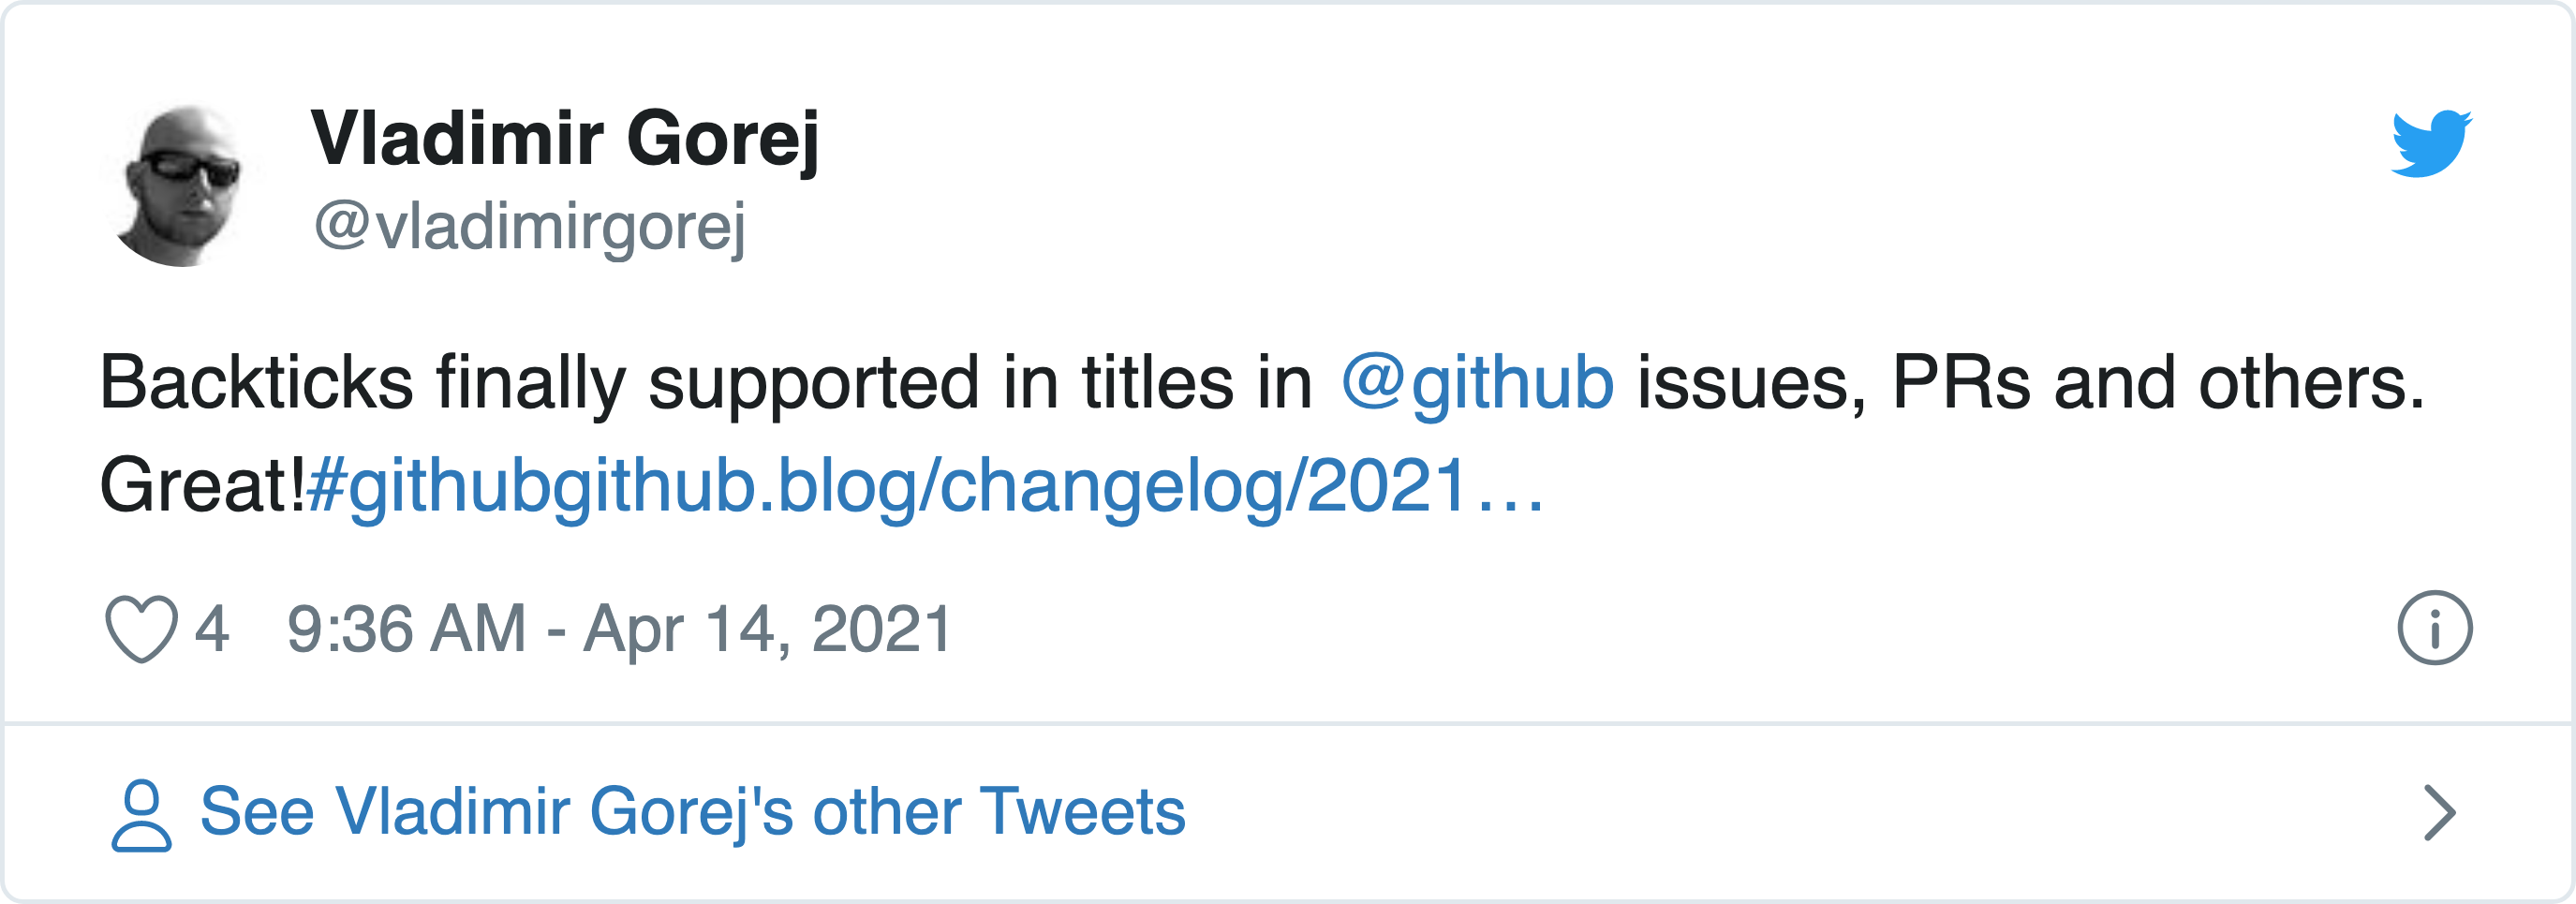 Vladimir Gorej
@vladimirgorej
Backticks finally supported in titles in @github issues, PRs and others.
Great!#githubgithub.blog/changelog/2021…
4 9:36 AM - Apr 14, 2021
See Vladimir Gorej's other Tweets